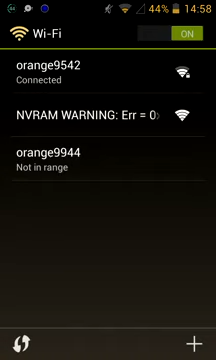 44% 14:58
Wi-Fi
ON
orange9542
Connected
NVRAM WARNING: Err = 0
orange9944
Not in range